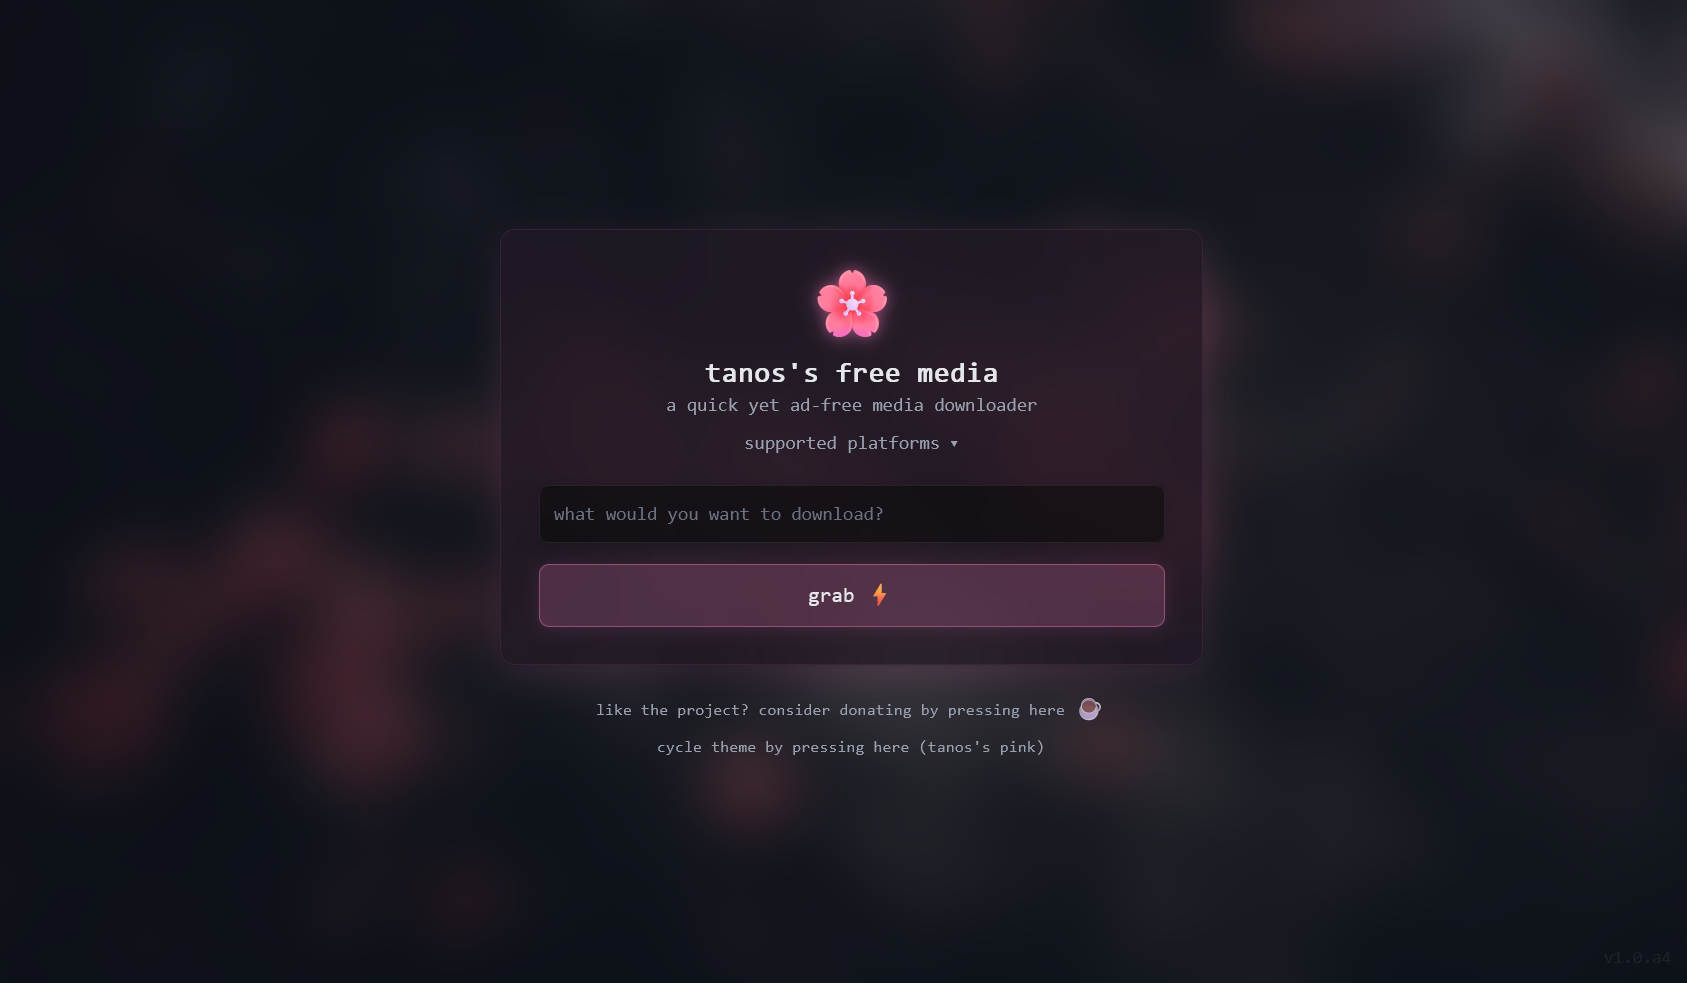 tanos's free media
a quick yet ad-free media downloader
supported platforms ▾
what would you want to download?
grab ⚡
like the project? consider donating by pressing here
cycle theme by pressing here (tanos's pink)
v1.0.a4